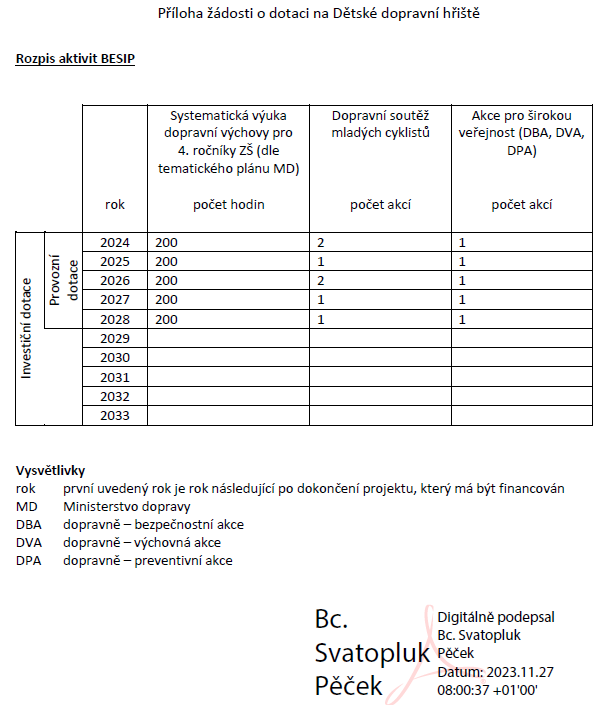 Příloha žádosti o dotaci na Dětské dopravní hřiště
Rozpis aktivit BESIP
Systematická výuka
dopravní výchovy pro
4. ročníky ZŠ (dle
tematického plánu MD)
Dopravní soutěž
mladých cyklistů
Akce pro širokou
veřejnost (DBA, DVA,
DPA)
rok počet hodin počet akcí počet akcí
Investiční dotace
Provozní
dotace
2024 200 2 1
2025 200 1 1
2026 200 2 1
2027 200 1 1
2028 200 1 1
2029
2030
2031
2032
2033
Vysvětlivky
rok první uvedený rok je rok následující po dokončení projektu, který má být financován
MD Ministerstvo dopravy
DBA dopravně – bezpečnostní akce
DVA dopravně – výchovná akce
DPA dopravně – preventivní akce
Bc.
Svatopluk
Pěček
Digitálně podepsal
Bc. Svatopluk
Pěček
Datum: 2023.11.27
08:00:37 +01'00'